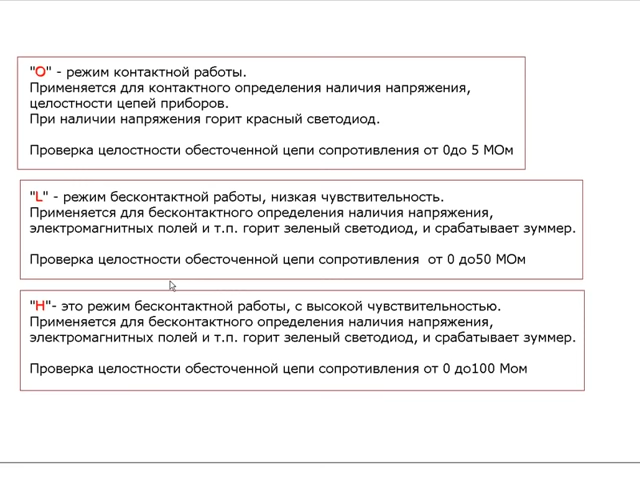 "O" - режим контактной работы.
Применяется для контактного определения наличия напряжения,
целостности цепей приборов.
При наличии напряжения горит красный светодиод.
Проверка целостности обесточенной цепи сопротивления от 0до 5 МОм
"L" - режим бесконтактной работы, низкая чувствительность.
Применяется для бесконтактного определения наличия напряжения,
электромагнитных полей и т.п. горит зеленый светодиод, и срабатывает зуммер.
Проверка целостности обесточенной цепи сопротивления  от 0 до50 МОм
"H"- это режим бесконтактной работы, с высокой чувствительностью.
Применяется для бесконтактного определения наличия напряжения,
электромагнитных полей и т.п. горит зеленый светодиод, и срабатывает зуммер.
Проверка целостности обесточенной цепи сопротивления от 0 до100 Мом